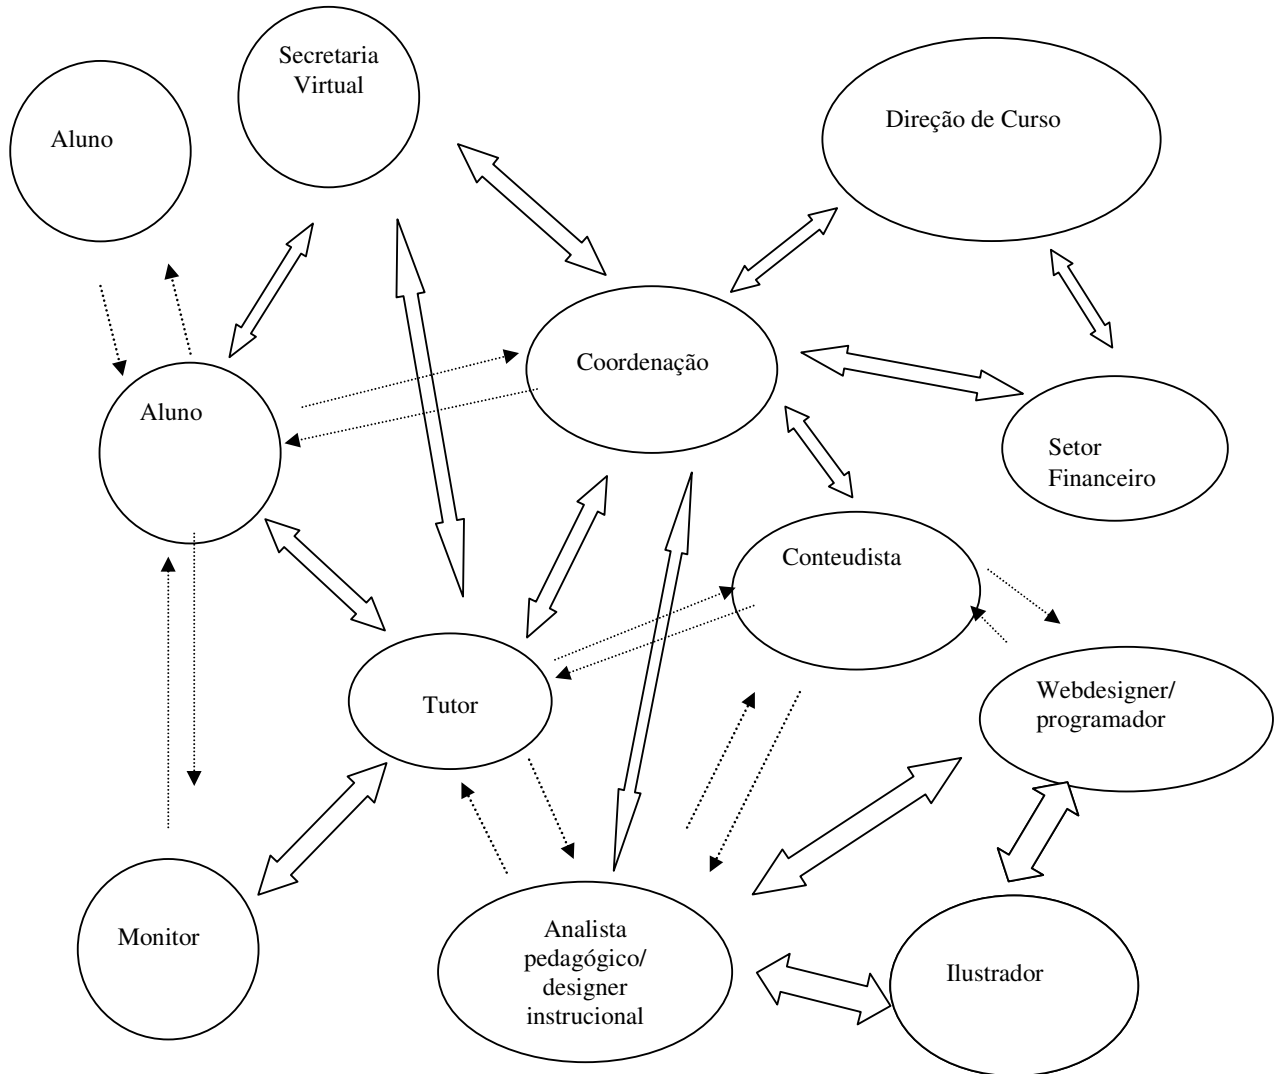 Secretaria
Virtual
Aluno
Direção de Curso
Coordenação
Aluno
Setor
Financeiro
Conteudista
Webdesigner/
programador
Tutor
Monitor
Analista
pedagógico/
designer
instrucional
Ilustrador